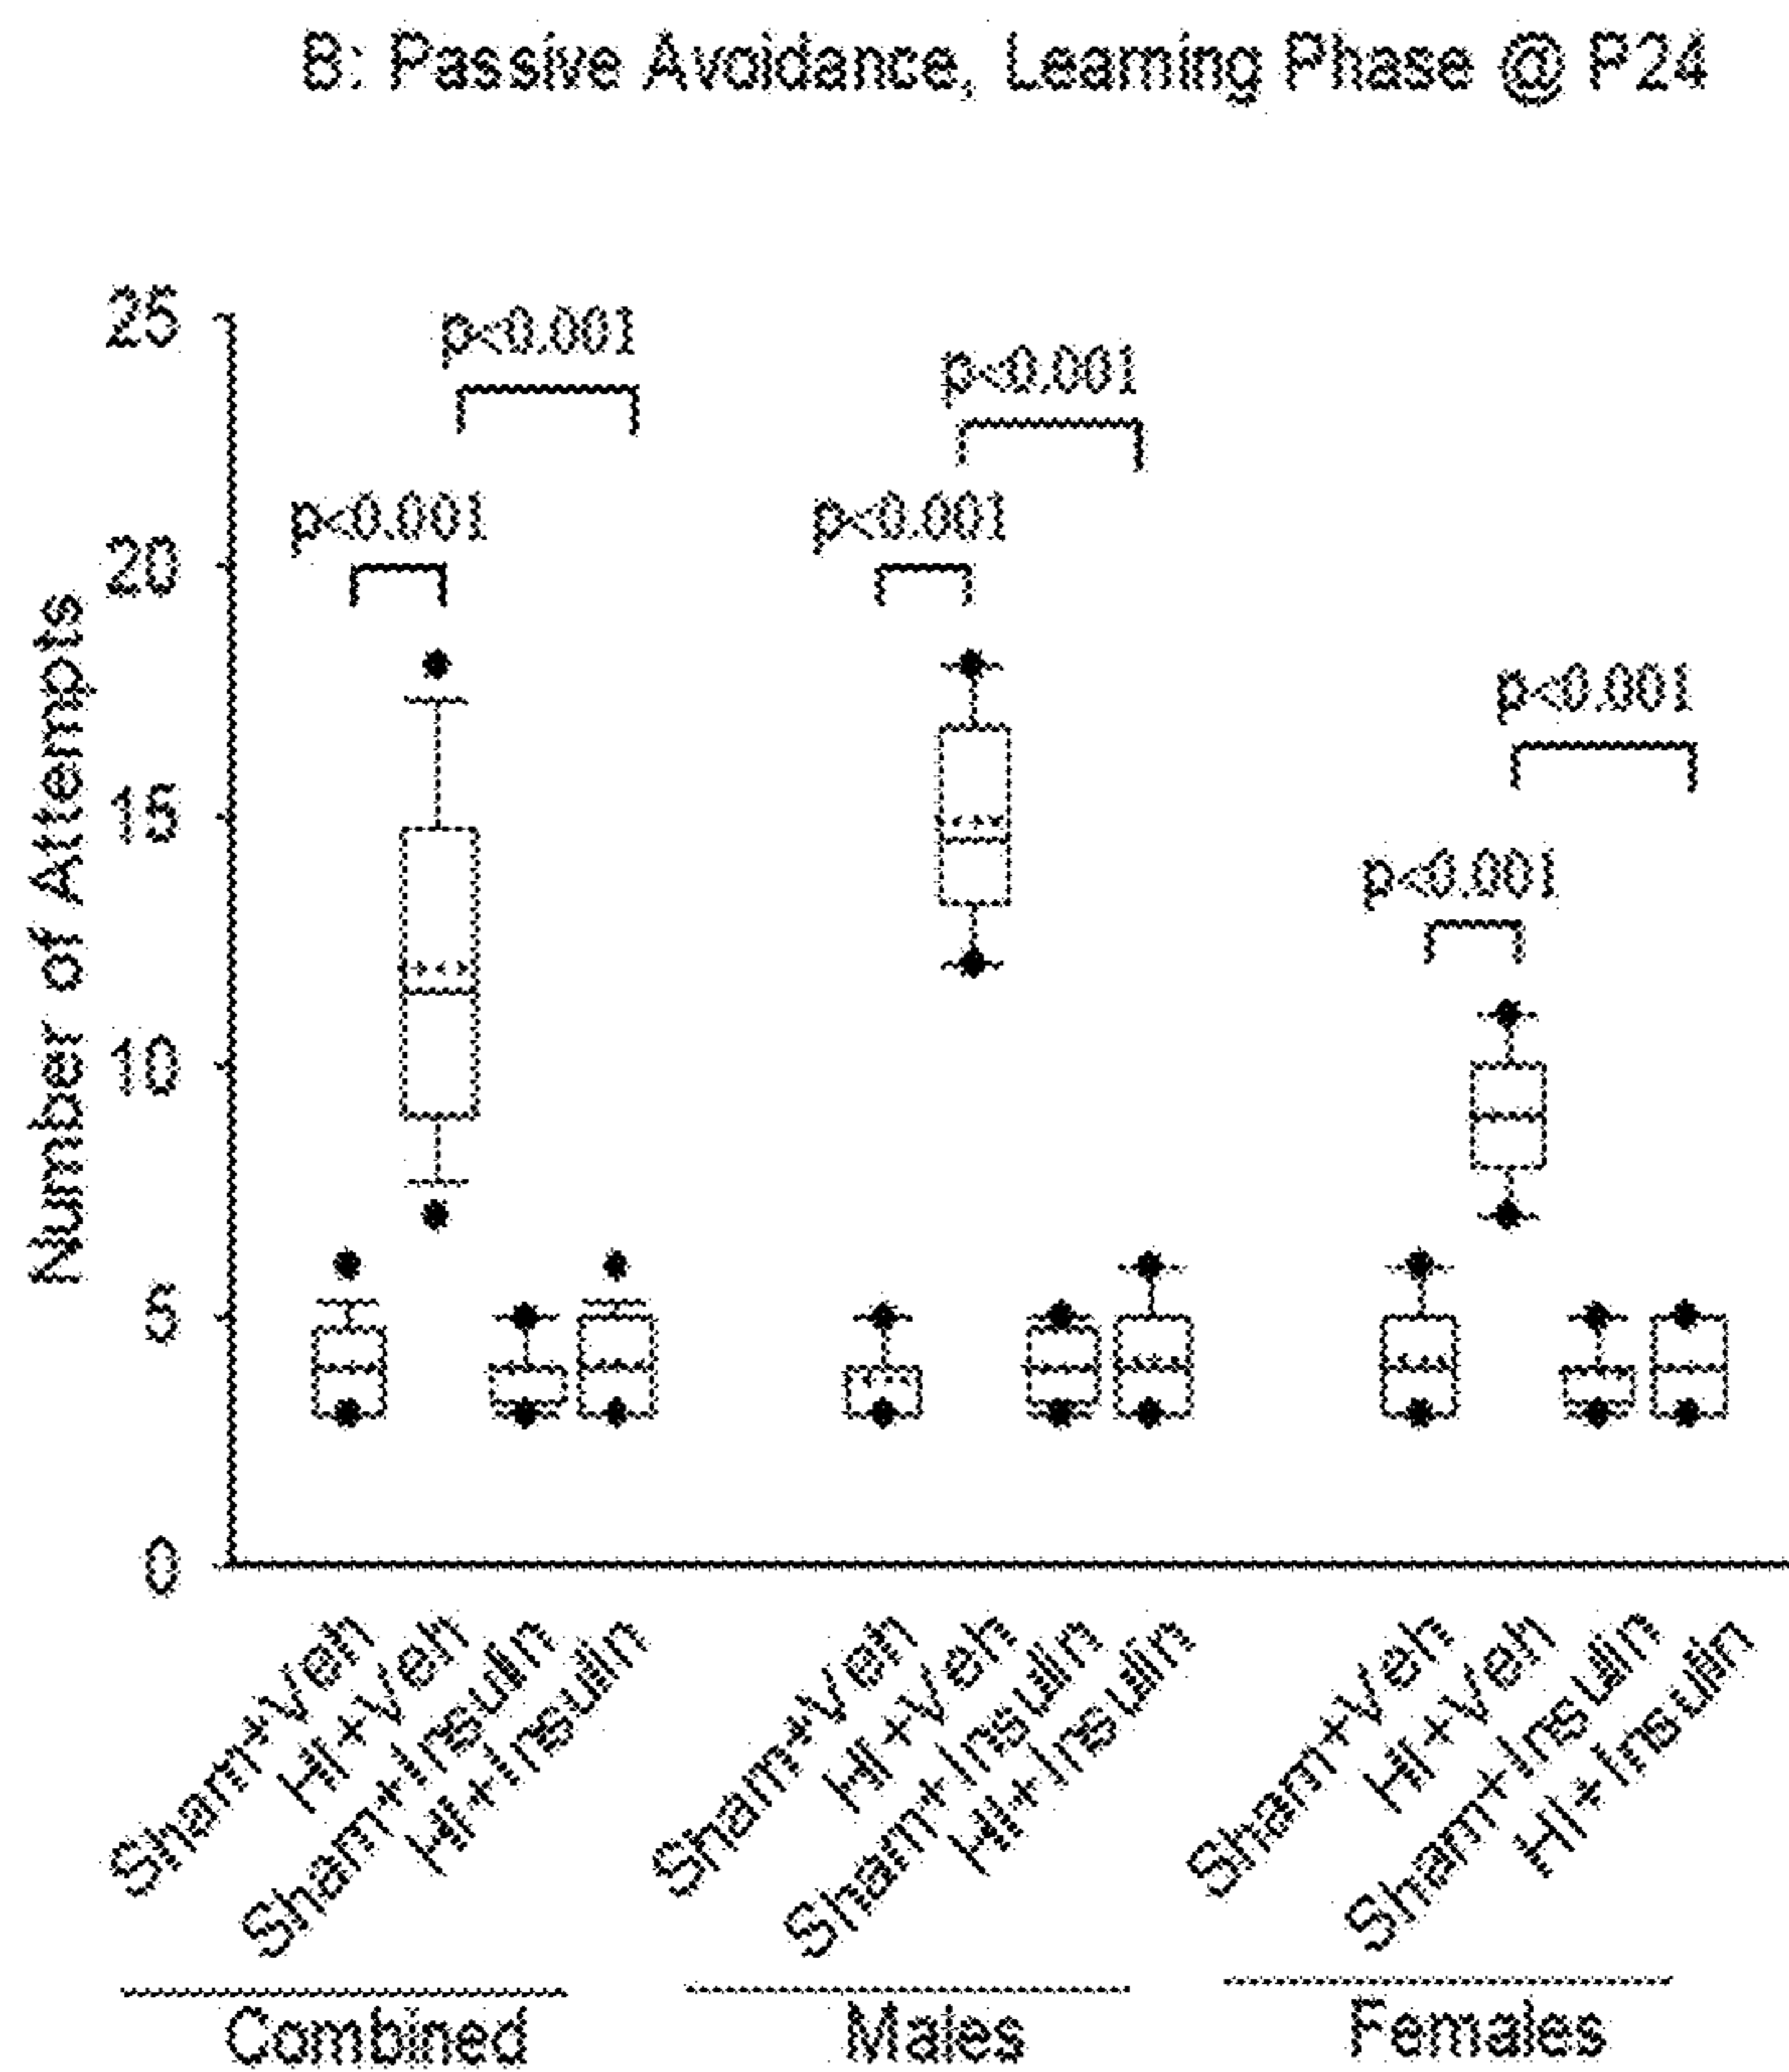 B: Passive Avoidance, Learning Phase @ P24
Number of Attempts
25
20
15
10
5
0
p<0.001
p<0.001
p<0.001
p<0.001
p<0.001
p<0.001
Sham+Veh
HI+Veh
Sham+Insulin
HI+Insulin
Sham+Veh
HI+Veh
Sham+Insulin
HI+Insulin
Sham+Veh
HI+Veh
Sham+Insulin
HI+Insulin
Combined
Males
Females